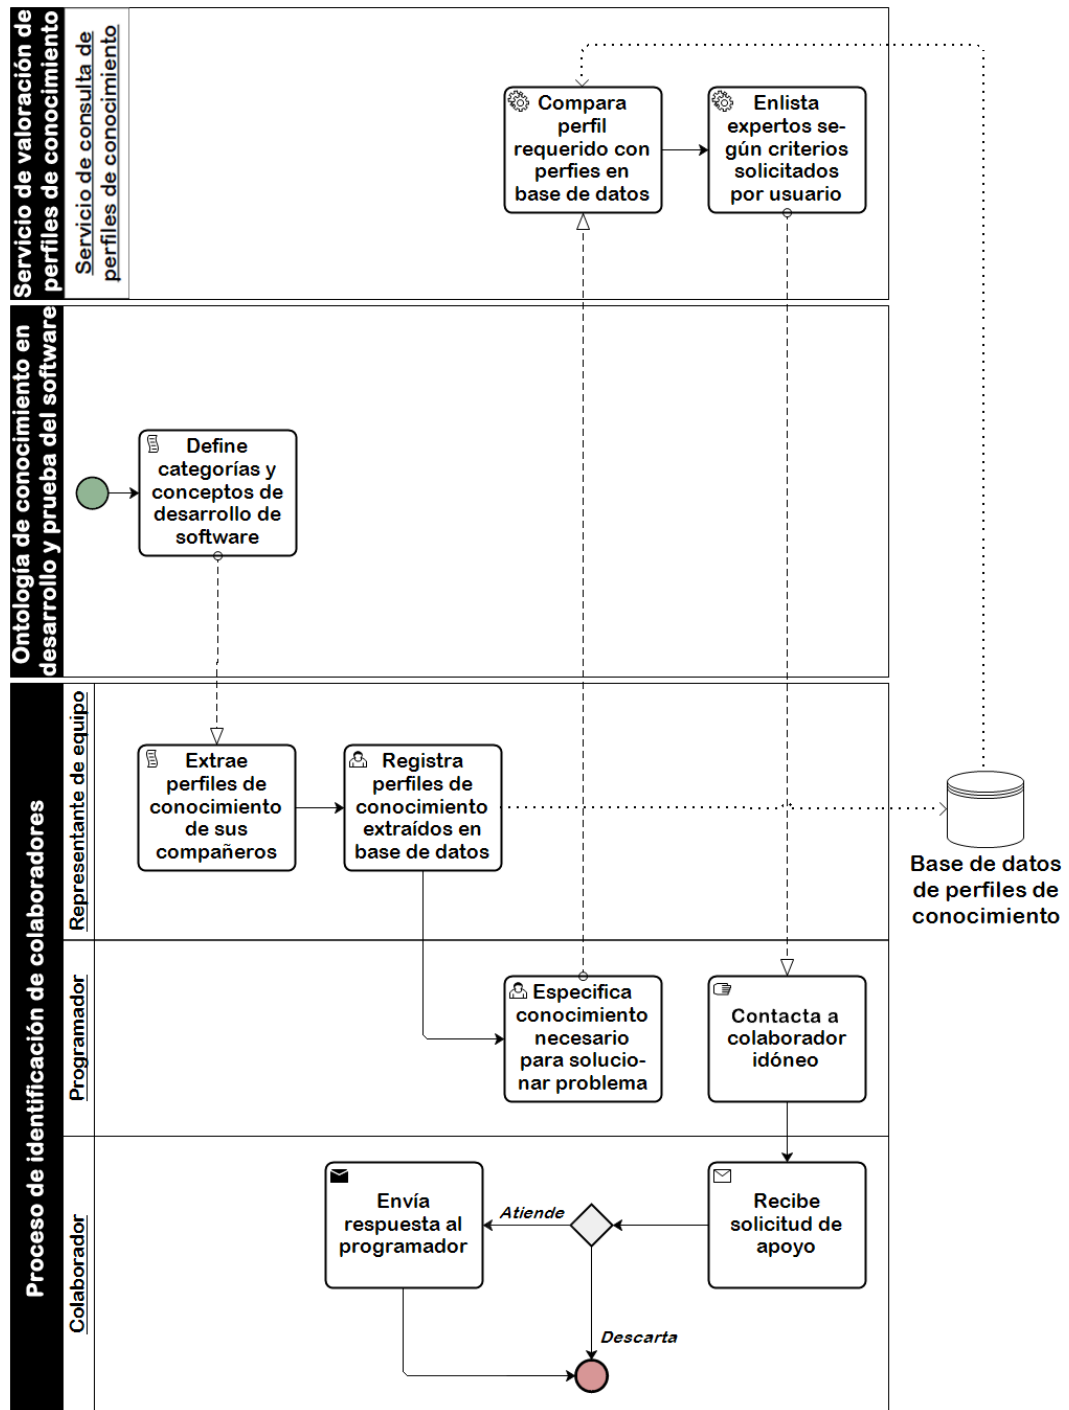 Servicio de valoración de
perfiles de conocimiento
Servicio de consulta de
perfiles de conocimiento
Compara
perfil
requerido con
perfies en
base de datos
Enlista
expertos se-
gún criterios
solicitados
por usuario
Ontología de conocimiento en
desarrollo y prueba del software
Define
categorías y
conceptos de
desarrollo de
software
Proceso de identificación de colaboradores
Representante de equipo
Extrae
perfiles de
conocimiento
de sus
compañeros
Registra
perfiles de
conocimiento
extraídos en
base de datos
Base de datos
de perfiles de
conocimiento
Programador
Especifica
conocimiento
necesario
para solucio-
nar problema
Contacta a
colaborador
idóneo
Colaborador
Envía
respuesta al
programador
Atiende
Recibe
solicitud de
apoyo
Descarta